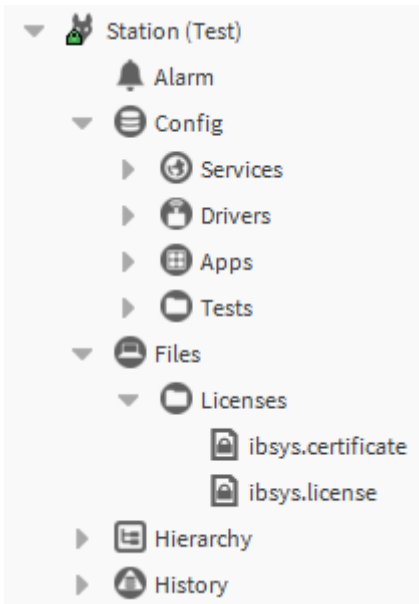 Station (Test)
Alarm
Config
Services
Drivers
Apps
Tests
Files
Licenses
ibsys.certificate
ibsys.license
Hierarchy
History